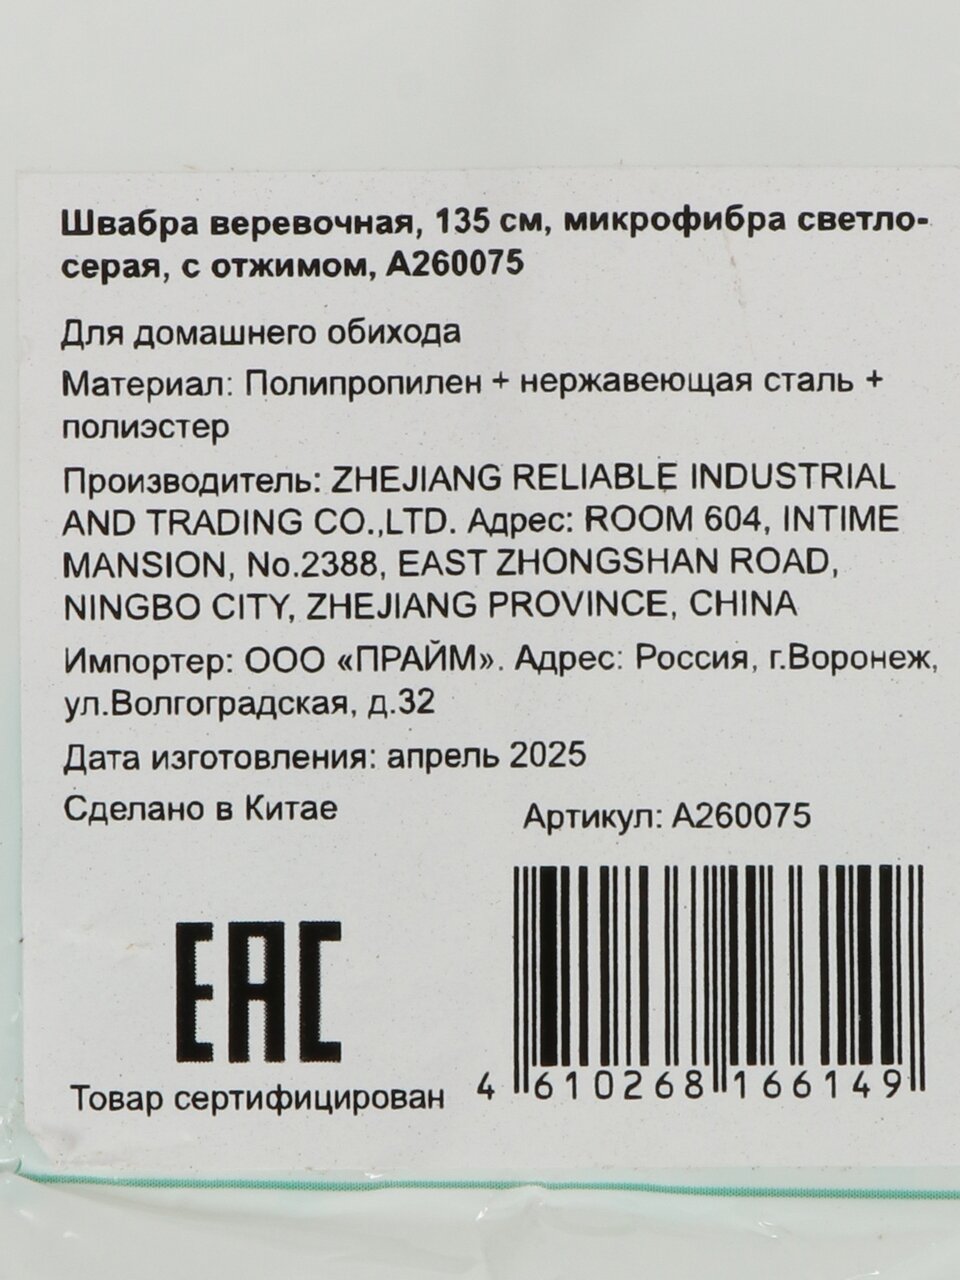 Швабра веревочная, 135 см, микрофибра светло-
серая, с отжимом, А260075
Для домашнего обихода
Материал: Полипропилен + нержавеющая сталь +
полиэстер
Производитель: ZHEJIANG RELIABLE INDUSTRIAL
AND TRADING CO.,LTD. Адрес: ROOM 604, INTIME
MANSION, No.2388, EAST ZHONGSHAN ROAD,
NINGBO CITY, ZHEJIANG PROVINCE, CHINA
Импортер: ООО «ПРАЙМ». Адрес: Россия, г.Воронеж,
ул.Волгоградская, д.32
Дата изготовления: апрель 2025
Сделано в Китае
Артикул: А260075
EAC
Товар сертифицирован
4 610268 166149